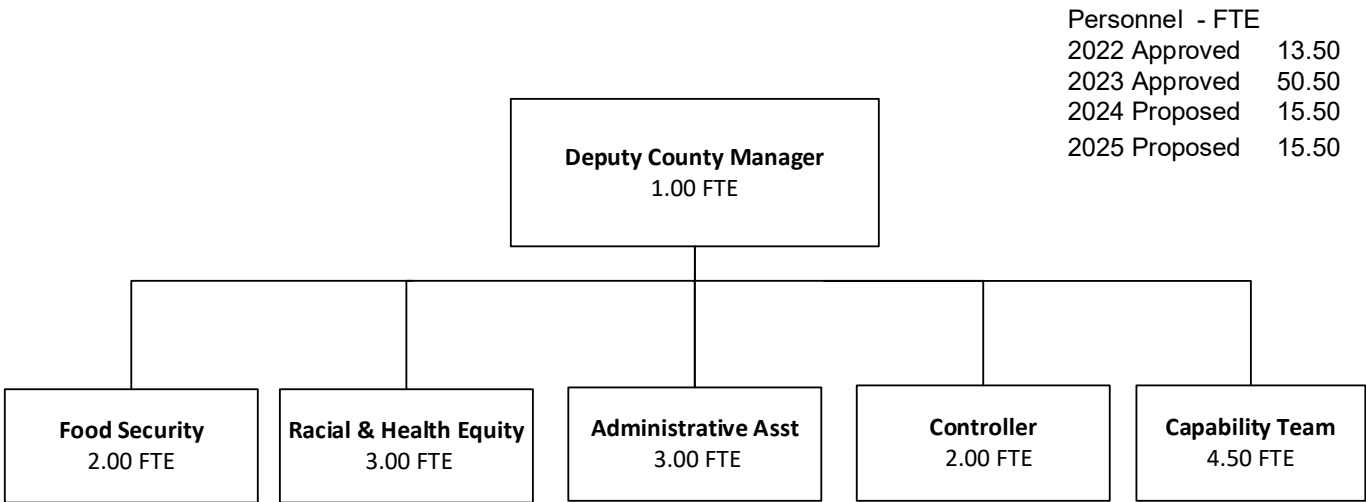 Personnel - FTE
2022 Approved 13.50
2023 Approved 50.50
2024 Proposed 15.50
2025 Proposed 15.50
Deputy County Manager
1.00 FTE
Food Security
2.00 FTE
Racial & Health Equity
3.00 FTE
Administrative Asst
3.00 FTE
Controller
2.00 FTE
Capability Team
4.50 FTE